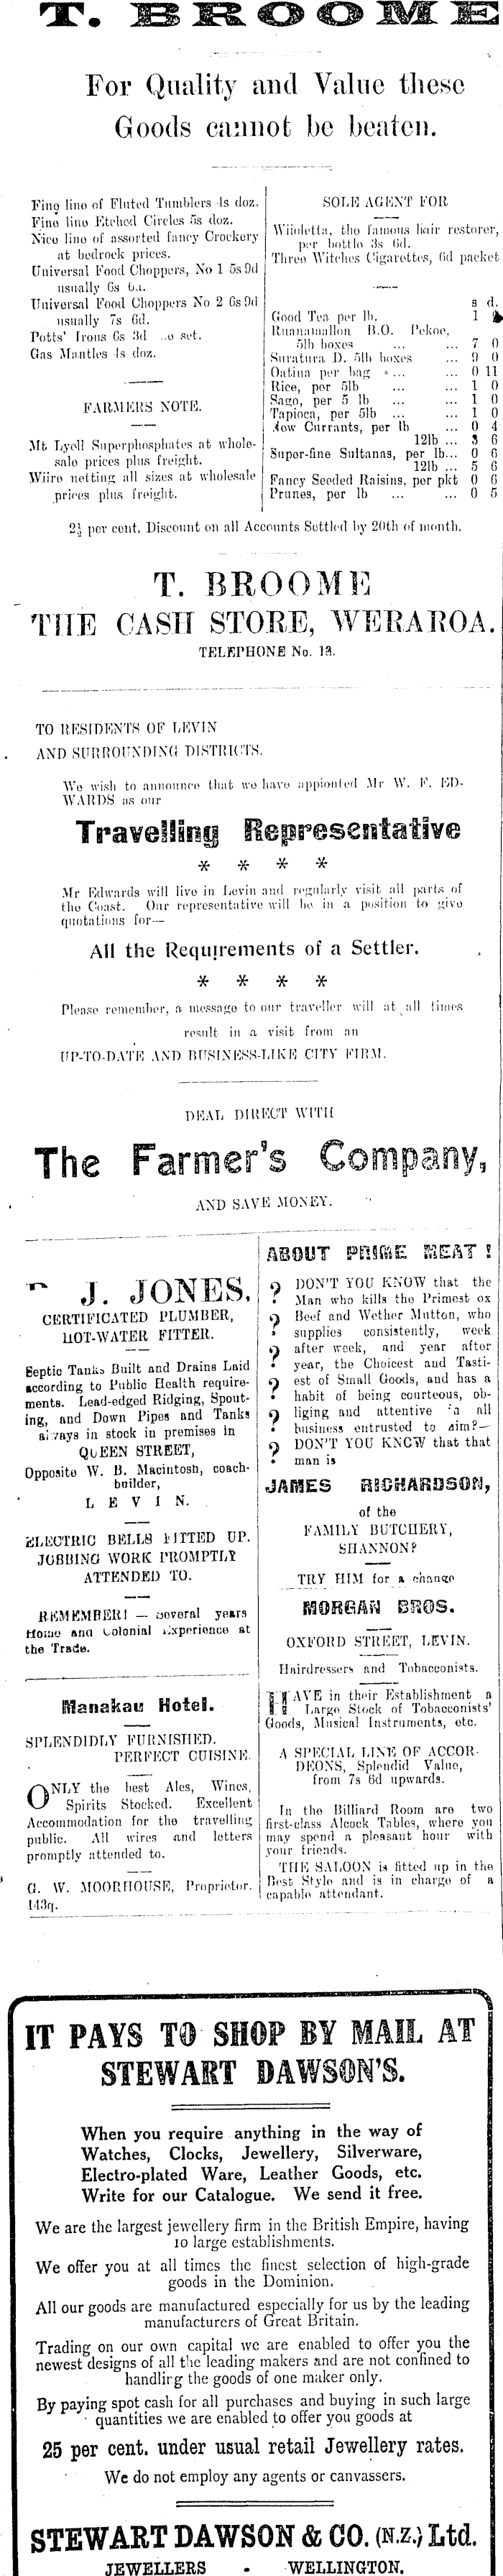 T. BROOME
For Quality and Value these
Goods cannot be beaten.
Fine line of Fluted Tumblers 4s doz.
Fine line Etched Circles 5s doz.
Nice line of assorted fancy Crockery
at bedrock prices.
Universal Food Choppers, No 1 5s 9d
usually 6s 6d.
Universal Food Choppers No 2 6s 9d
usually 7s 6d.
Potts' Irons 6s 3d set.
Gas Mantles 4s doz.
FARMERS NOTE.
Mt Lyell Superphosphates at whole-
sale prices plus freight.
Wiire netting all sizes at wholesale
prices plus freight.
SOLE AGENT FOR
Wiioletta, the famous hair restorer,
per bottle 3s 6d.
Three Witches Cigarettes, 6d packet
s d.
Good Tea per lb. 1
Ruanamallon B.O. Pekoe,
5lb boxes ... ... 7 0
Suratura D. 5lb boxes ... 9 0
Oatina per bag ... ... 0 11
Rice, per 5lb ... ... 1 0
Sago, per 5 lb ... ... 1 0
Tapioca, per 5lb ... ... 1 0
New Currants, per lb ... 0 4
12lb ... 3 6
Super-fine Sultanas, per lb... 0 6
12lb ... 5 6
Fancy Seeded Raisins, per pkt 0 6
Prunes, per lb ... ... 0 5
2½ per cent. Discount on all Accounts Settled by 20th of month.
T. BROOME
THE CASH STORE, WERAROA.
TELEPHONE No. 13.
TO RESIDENTS OF LEVIN
AND SURROUNDING DISTRICTS.
We wish to announce that we have appionted Mr W. F. ED-
WARDS as our
Travelling Representative
* * * *
Mr Edwards will live in Levin and regularly visit all parts of
the Coast. Our representative will be in a position to give
quotations for—
All the Requirements of a Settler.
* * * *
Please remember, a message to our traveller will at all times
result in a visit from an
UP-TO-DATE AND BUSINESS-LIKE CITY FIRM.
DEAL DIRECT WITH
The Farmer's Company,
AND SAVE MONEY.
J. JONES,
CERTIFICATED PLUMBER,
HOT-WATER FITTER.
Septic Tanks Built and Drains Laid
according to Public Health require-
ments. Lead-edged Ridging, Spout-
ing, and Down Pipes and Tanks
always in stock in premises in
QUEEN STREET,
Opposite W. B. Macintosh, coach-
builder,
LEVIN.
ELECTRIC BELLS FITTED UP.
JOBBING WORK PROMPTLY
ATTENDED TO.
REMEMBER! — several years
Home and Colonial Experience at
the Trade.
Manakau Hotel.
SPLENDIDLY FURNISHED.
PERFECT CUISINE.
ONLY the best Ales, Wines,
Spirits Stocked. Excellent
Accommodation for the travelling
public. All wires and letters
promptly attended to.
G. W. MOORHOUSE, Proprietor.
143q.
ABOUT PRIME MEAT!
? DON'T YOU KNOW that the
Man who kills the Primest ox
? Beef and Wether Mutton, who
supplies consistently, week
? after week, and year after
year, the Choicest and Tasti-
? est of Small Goods, and has a
habit of being courteous, ob-
? liging and attentive a all
business entrusted to him?—
? DON'T YOU KNOW that that
man is
JAMES RICHARDSON,
of the
FAMILY BUTCHERY,
SHANNON?
TRY HIM for a change
MORGAN BROS.
OXFORD STREET, LEVIN.
Hairdressers and Tobacconists.
HAVE in their Establishment a
Large Stock of Tobacconists'
Goods, Musical Instruments, etc.
A SPECIAL LINE OF ACCOR-
DEONS, Splendid Value,
from 7s 6d upwards.
In the Billiard Room are two
first-class Alcock Tables, where you
may spend a pleasant hour with
your friends.
THE SALOON is fitted up in the
Best Style and is in charge of a
capable attendant.
IT PAYS TO SHOP BY MAIL AT
STEWART DAWSON'S.
When you require anything in the way of
Watches, Clocks, Jewellery, Silverware,
Electro-plated Ware, Leather Goods, etc.
Write for our Catalogue. We send it free.
We are the largest jewellery firm in the British Empire, having
10 large establishments.
We offer you at all times the finest selection of high-grade
goods in the Dominion.
All our goods are manufactured especially for us by the leading
manufacturers of Great Britain.
Trading on our own capital we are enabled to offer you the
newest designs of all the leading makers and are not confined to
handling the goods of one maker only.
By paying spot cash for all purchases and buying in such large
quantities we are enabled to offer you goods at
25 per cent. under usual retail Jewellery rates.
We do not employ any agents or canvassers.
STEWART DAWSON & CO. (N.Z.) Ltd.
JEWELLERS - WELLINGTON.